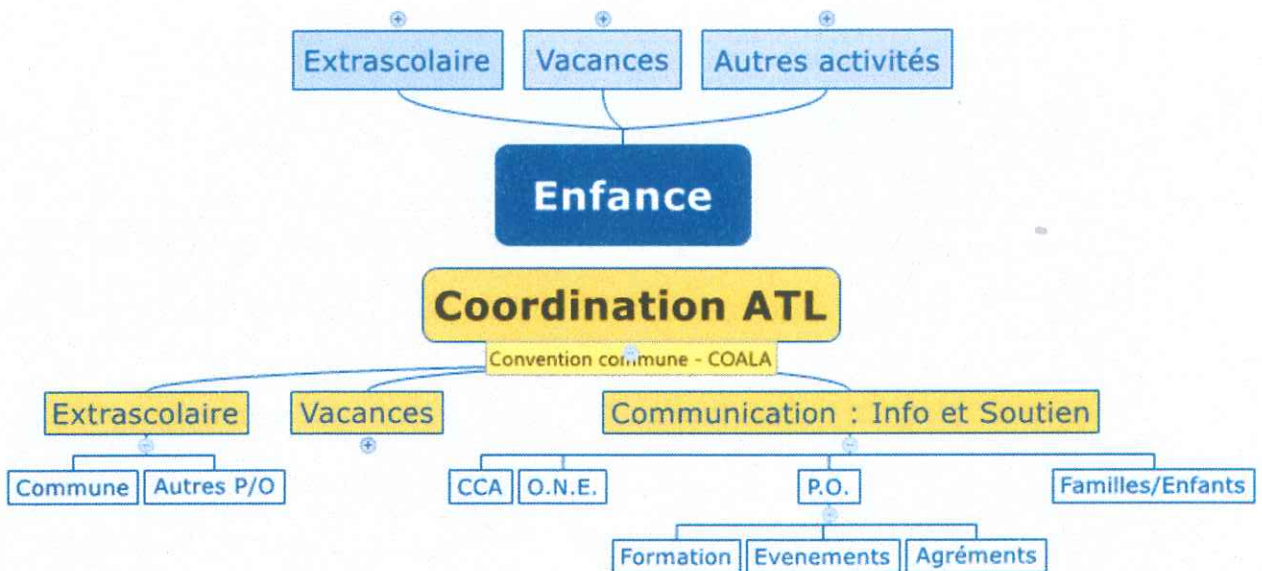 Extrascolaire
Vacances
Autres activités
Enfance
Coordination ATL
Convention commune - COALA
Extrascolaire
Vacances
Communication : Info et Soutien
Commune
Autres P/O
CCA
O.N.E.
P.O.
Familles/Enfants
Formation
Evenements
Agréments